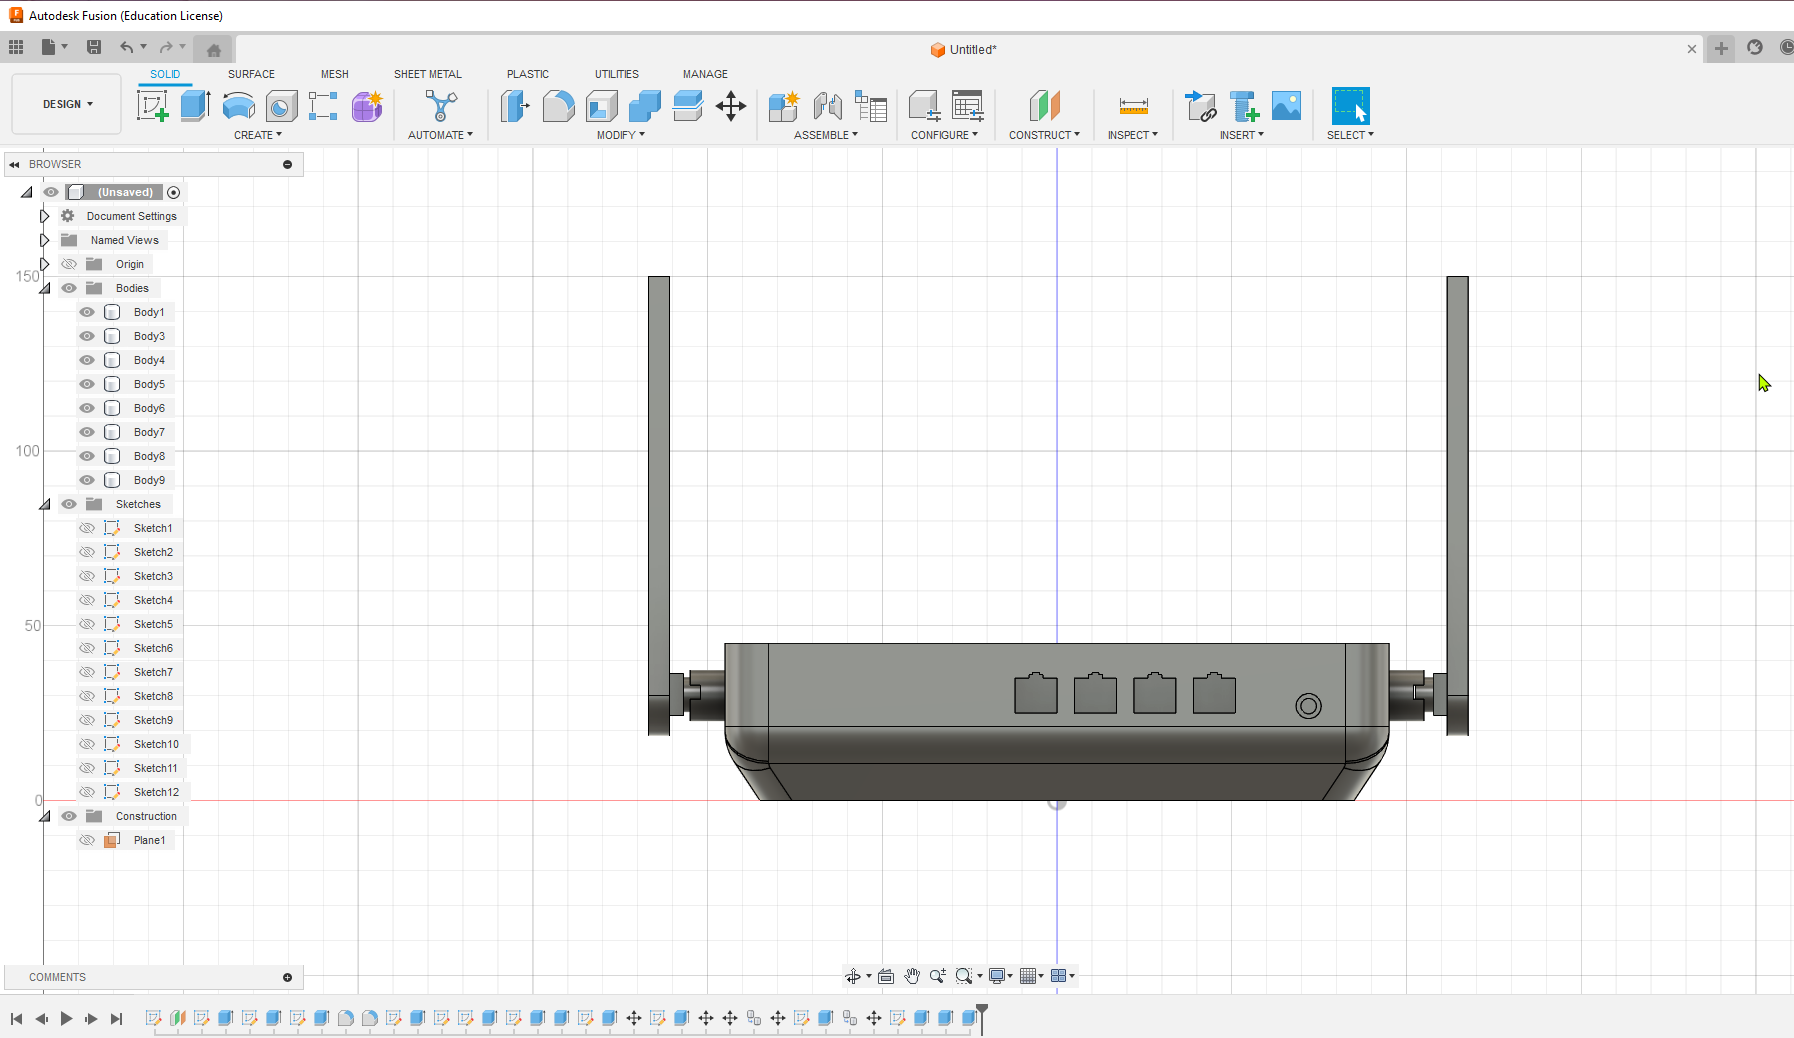 Autodesk Fusion (Education License)
Untitled*
SOLID SURFACE MESH SHEET METAL PLASTIC UTILITIES MANAGE
DESIGN
CREATE AUTOMATE MODIFY ASSEMBLE CONFIGURE CONSTRUCT INSPECT INSERT SELECT
BROWSER
(Unsaved)
Document Settings
Named Views
Origin
150
Bodies
Body1
Body3
Body4
Body5
Body6
Body7
100
Body8
Body9
Sketches
Sketch1
Sketch2
Sketch3
Sketch4
50
Sketch5
Sketch6
Sketch7
Sketch8
Sketch9
Sketch10
Sketch11
Sketch12
0
Construction
Plane1
COMMENTS